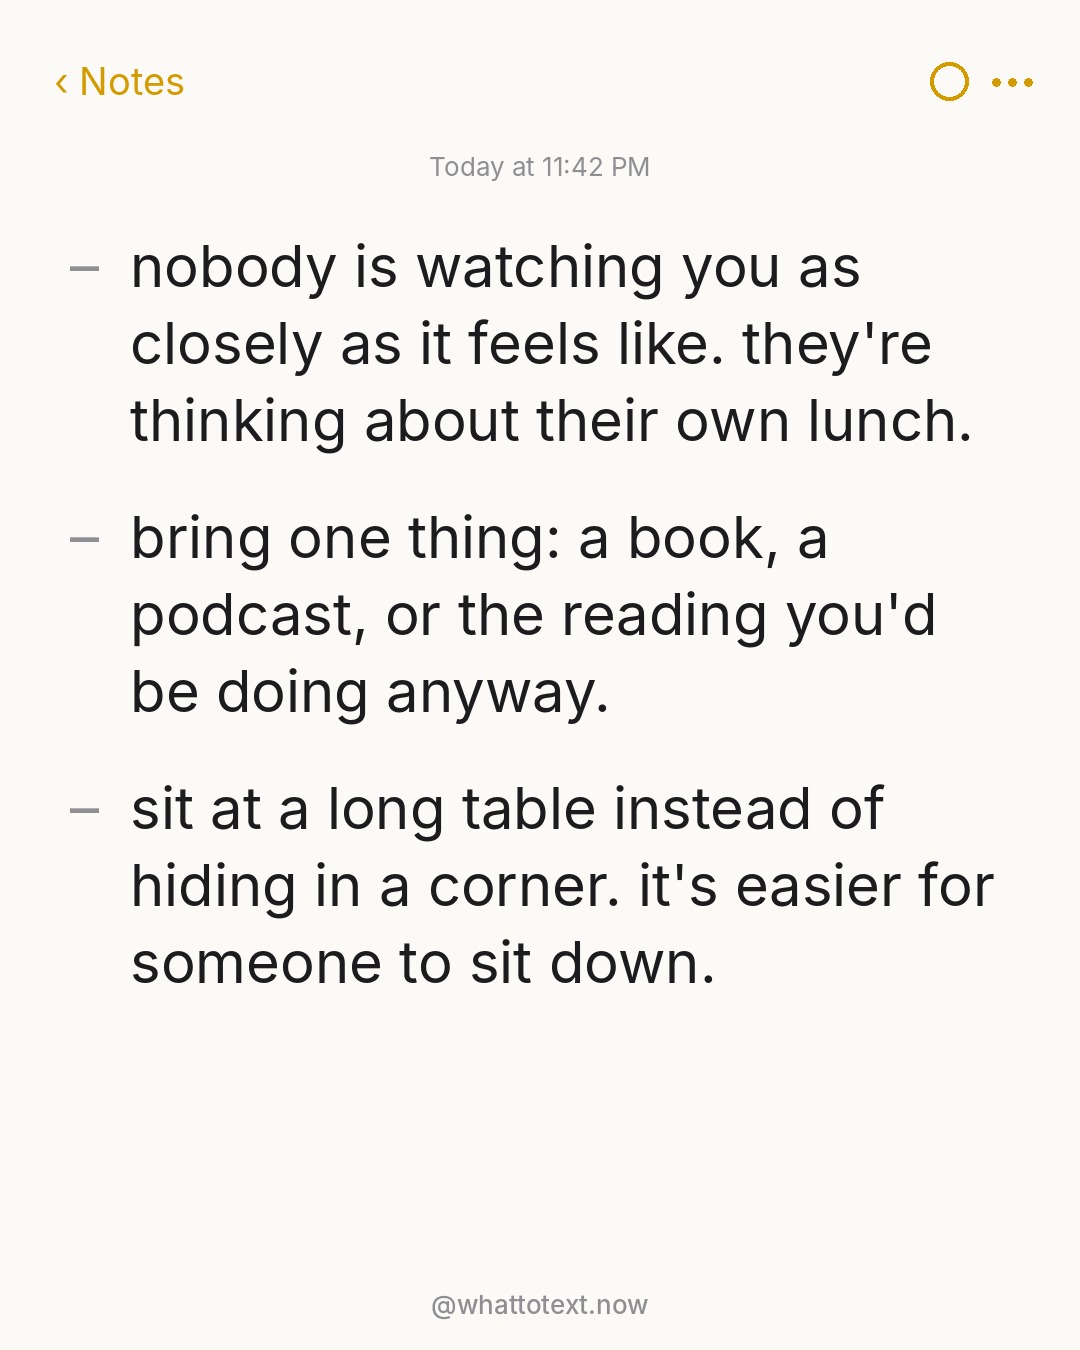 ‹ Notes
Today at 11:42 PM
– nobody is watching you as
closely as it feels like. they're
thinking about their own lunch.
– bring one thing: a book, a
podcast, or the reading you'd
be doing anyway.
– sit at a long table instead of
hiding in a corner. it's easier for
someone to sit down.
@whattotext.now